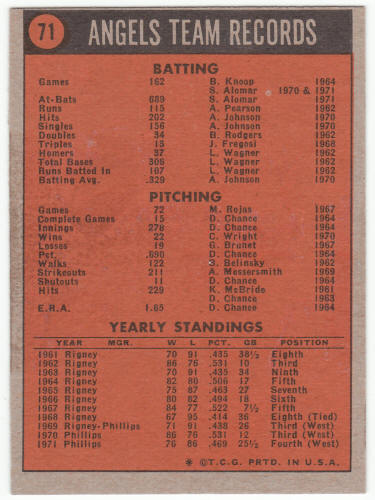 71 ANGELS TEAM RECORDS
BATTING
Games 162 B. Knoop 1964
S. Alomar 1970 & 1971
At-Bats 689 S. Alomar 1971
Runs 115 A. Pearson 1962
Hits 202 A. Johnson 1970
Singles 156 A. Johnson 1970
Doubles 34 B. Rodgers 1962
Triples 13 J. Fregosi 1968
Homers 37 L. Wagner 1962
Total Bases 306 L. Wagner 1962
Runs Batted In 107 L. Wagner 1962
Batting Avg. .329 A. Johnson 1970
PITCHING
Games 72 M. Rojas 1967
Complete Games 15 D. Chance 1964
Innings 278 D. Chance 1964
Wins 22 C. Wright 1970
Losses 19 G. Brunet 1967
Pct. .690 D. Chance 1964
Walks 122 B. Belinsky 1962
Strikeouts 211 A. Messersmith 1969
Shutouts 11 D. Chance 1964
Hits 229 K. McBride 1961
D. Chance 1963
E.R.A. 1.65 D. Chance 1964
YEARLY STANDINGS
YEAR MGR. W L PCT. GB POSITION
1961 Rigney 70 91 .435 38½ Eighth
1962 Rigney 86 76 .531 10 Third
1963 Rigney 70 91 .435 34 Ninth
1964 Rigney 82 80 .506 17 Fifth
1965 Rigney 75 87 .463 27 Seventh
1966 Rigney 80 82 .494 18 Sixth
1967 Rigney 84 77 .522 7½ Fifth
1968 Rigney 67 95 .414 36 Eighth (Tied)
1969 Rigney-Phillips 71 91 .438 26 Third (West)
1970 Phillips 86 76 .531 12 Third (West)
1971 Phillips 76 86 .469 25½ Fourth (West)
* ©T.C.G. PRTD. IN U.S.A.